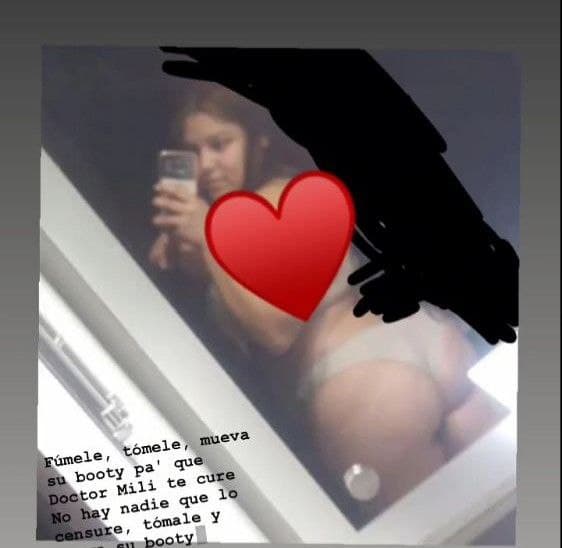 Fúmele, tómele, mueva
su booty pa' que
Doctor Mili te cure
No hay nadie que lo
censure, tómale y
su booty